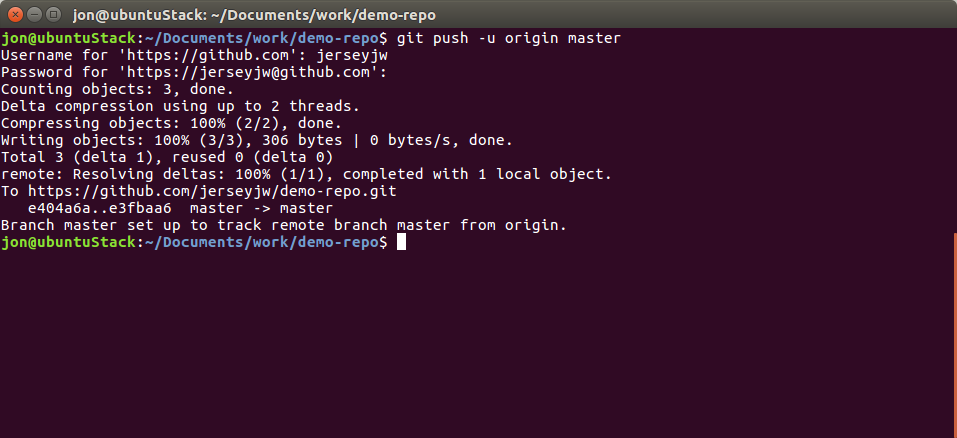 jon@ubuntuStack: ~/Documents/work/demo-repo
jon@ubuntuStack:~/Documents/work/demo-repo$ git push -u origin master
Username for 'https://github.com': jerseyjw
Password for 'https://jerseyjw@github.com':
Counting objects: 3, done.
Delta compression using up to 2 threads.
Compressing objects: 100% (2/2), done.
Writing objects: 100% (3/3), 306 bytes | 0 bytes/s, done.
Total 3 (delta 1), reused 0 (delta 0)
remote: Resolving deltas: 100% (1/1), completed with 1 local object.
To https://github.com/jerseyjw/demo-repo.git
   e404a6a..e3fbaa6  master -> master
Branch master set up to track remote branch master from origin.
jon@ubuntuStack:~/Documents/work/demo-repo$